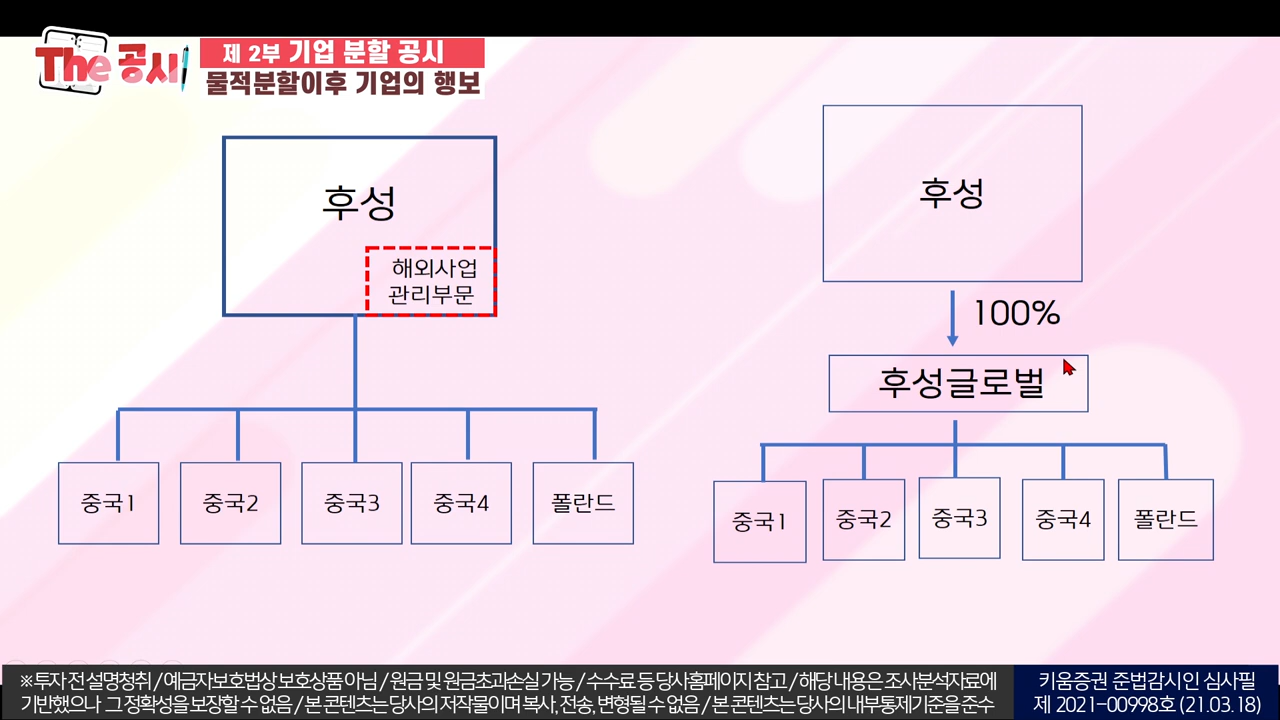 The 공시
제 2부 기업 분할 공시
물적분할이후 기업의 행보
후성
해외사업
관리부문
중국1
중국2
중국3
중국4
폴란드
후성
100%
후성글로벌
중국1
중국2
중국3
중국4
폴란드
※투자 전 설명청취 / 예금자보호법상 보호상품 아님 / 원금 및 원금초과손실 가능 / 수수료 등 당사홈페이지 참고 / 해당 내용은 조사분석자료에
기반했으나 그 정확성을 보장할 수 없음 / 본 콘텐츠는 당사의 저작물이며 복사, 전송, 변형될 수 없음 / 본 콘텐츠는 당사의 내부통제기준을 준수
키움증권 준법감시인 심사필
제 2021-00998호 (21.03.18)